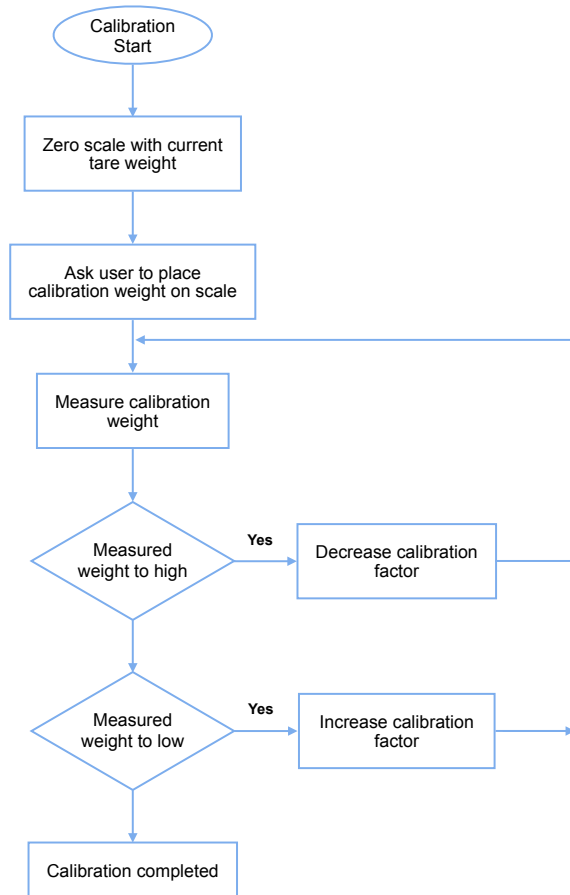 Calibration
Start
Zero scale with current
tare weight
Ask user to place
calibration weight on scale
Measure calibration
weight
Measured
weight to high
Yes
Decrease calibration
factor
Measured
weight to low
Yes
Increase calibration
factor
Calibration completed